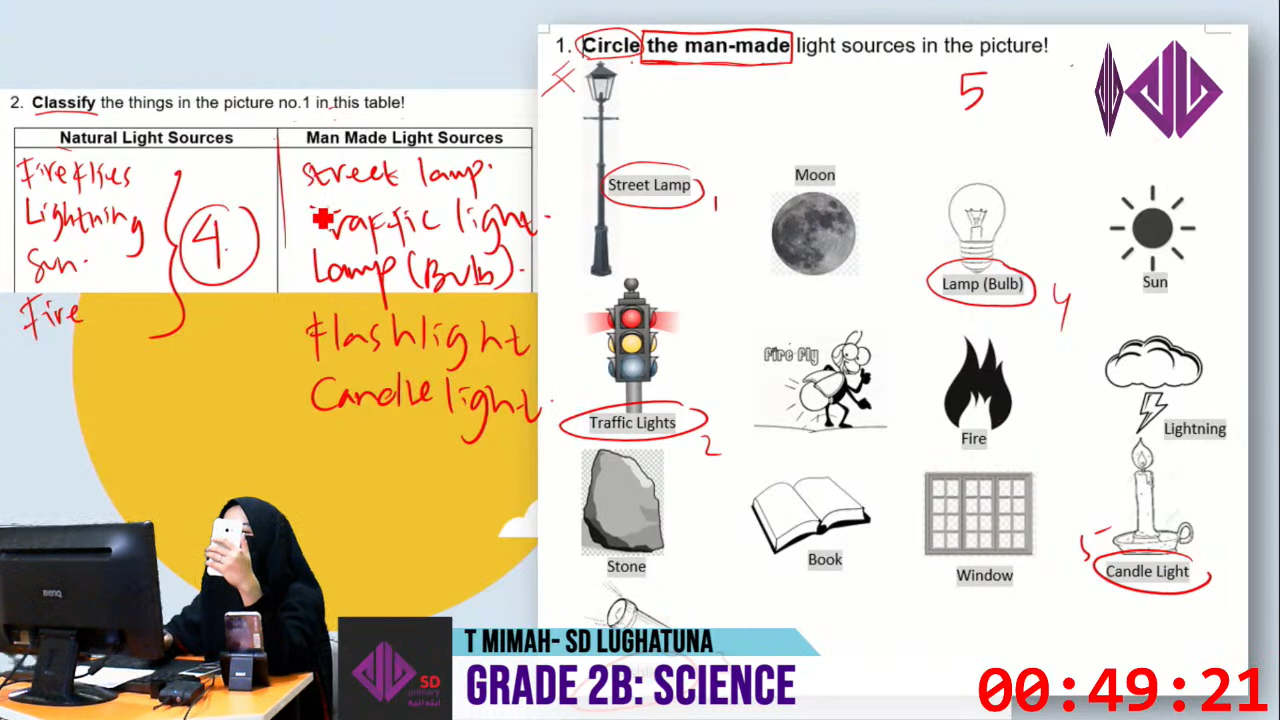 2. Classify the things in the picture no.1 in this table!
Natural Light Sources
Man Made Light Sources
Fireflies
Lightning
Sun.
Fire
4.
Street lamp.
Traffic light.
Lamp (Bulb).
Flashlight
Candle light.
1. Circle the man-made light sources in the picture!
5
Street Lamp
1
Moon
Lamp (Bulb)
4
Sun
Traffic Lights
2
Fire Fly
Fire
Lightning
Stone
Book
Window
5
Candle Light
BenQ
SD
primary
ابتدائية
T MIMAH- SD LUGHATUNA
GRADE 2B: SCIENCE
00:49:21